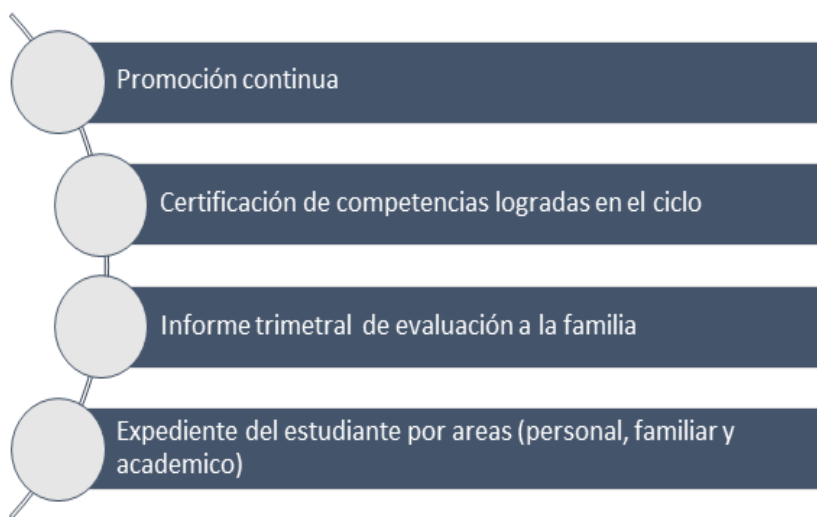 Promoción continua
Certificación de competencias logradas en el ciclo
Informe trimetral de evaluación a la familia
Expediente del estudiante por areas (personal, familiar y
academico)